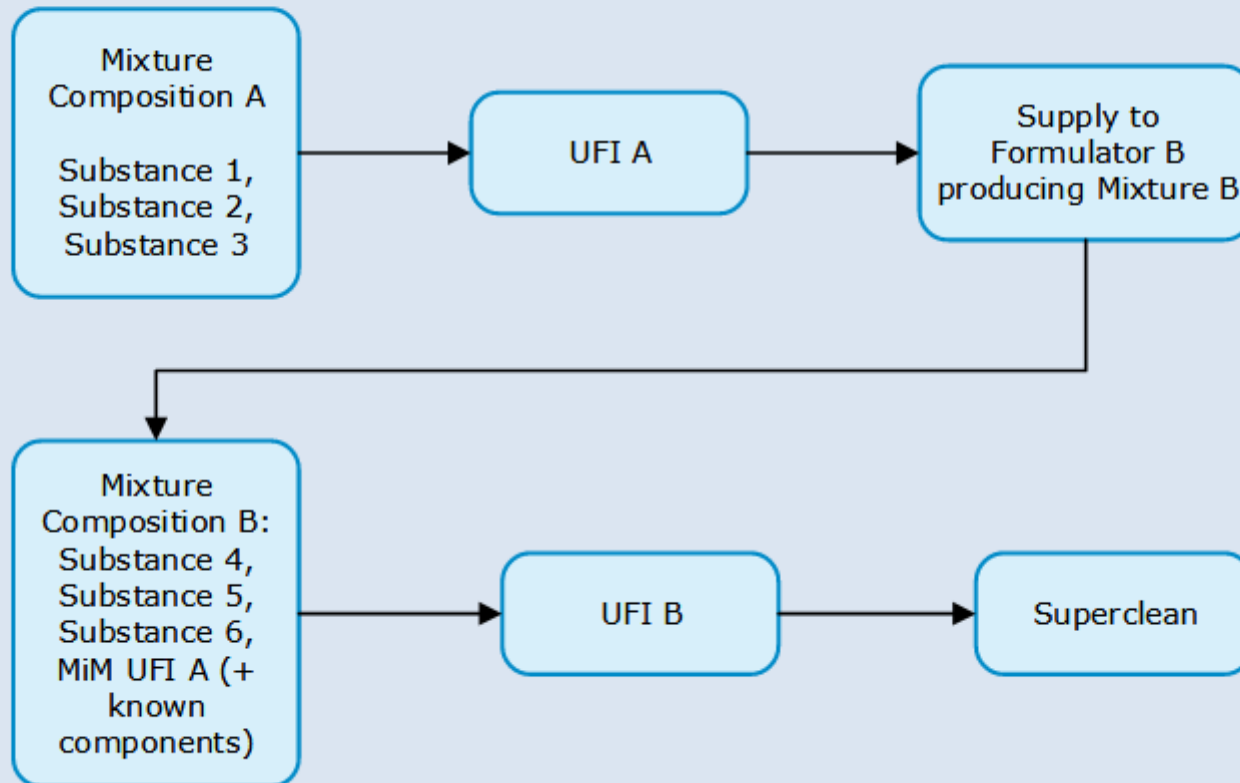 Mixture
Composition A
Substance 1,
Substance 2,
Substance 3
UFI A
Supply to
Formulator B
producing Mixture B
Mixture
Composition B:
Substance 4,
Substance 5,
Substance 6,
MiM UFI A (+
known
components)
UFI B
Superclean